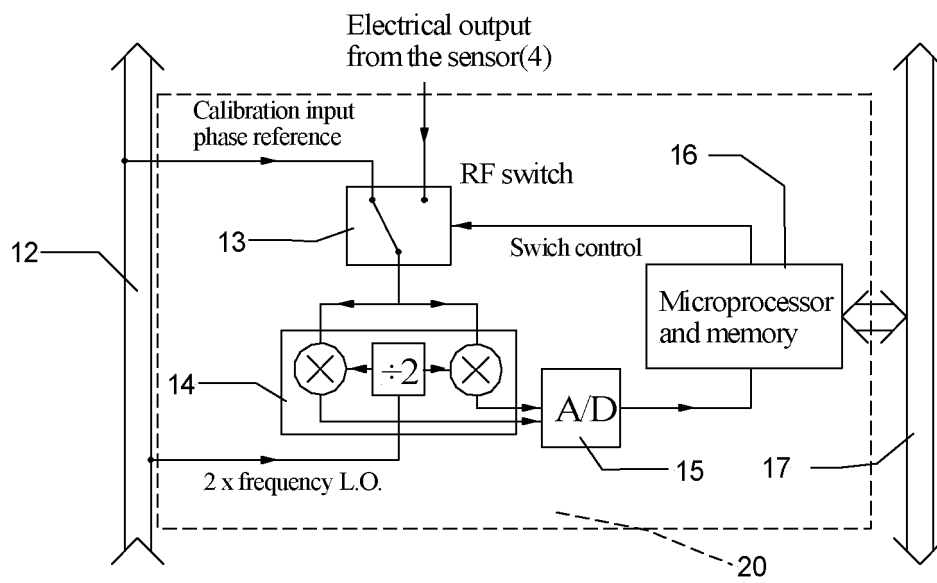 Electrical output
from the sensor(4)
Calibration input
phase reference
16
RF switch
13
12
Swich control
Microprocessor
and memory
14
÷2
A/D
15
17
2 x frequency L.O.
20